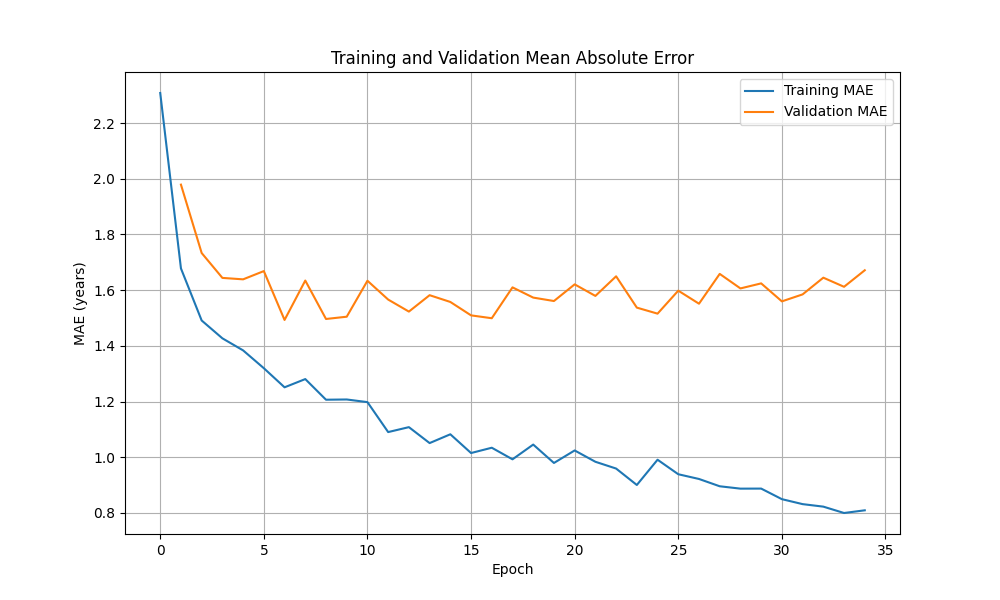 Training and Validation Mean Absolute Error
Training MAE
Validation MAE
MAE (years)
2.2
2.0
1.8
1.6
1.4
1.2
1.0
0.8
0 5 10 15 20 25 30 35
Epoch